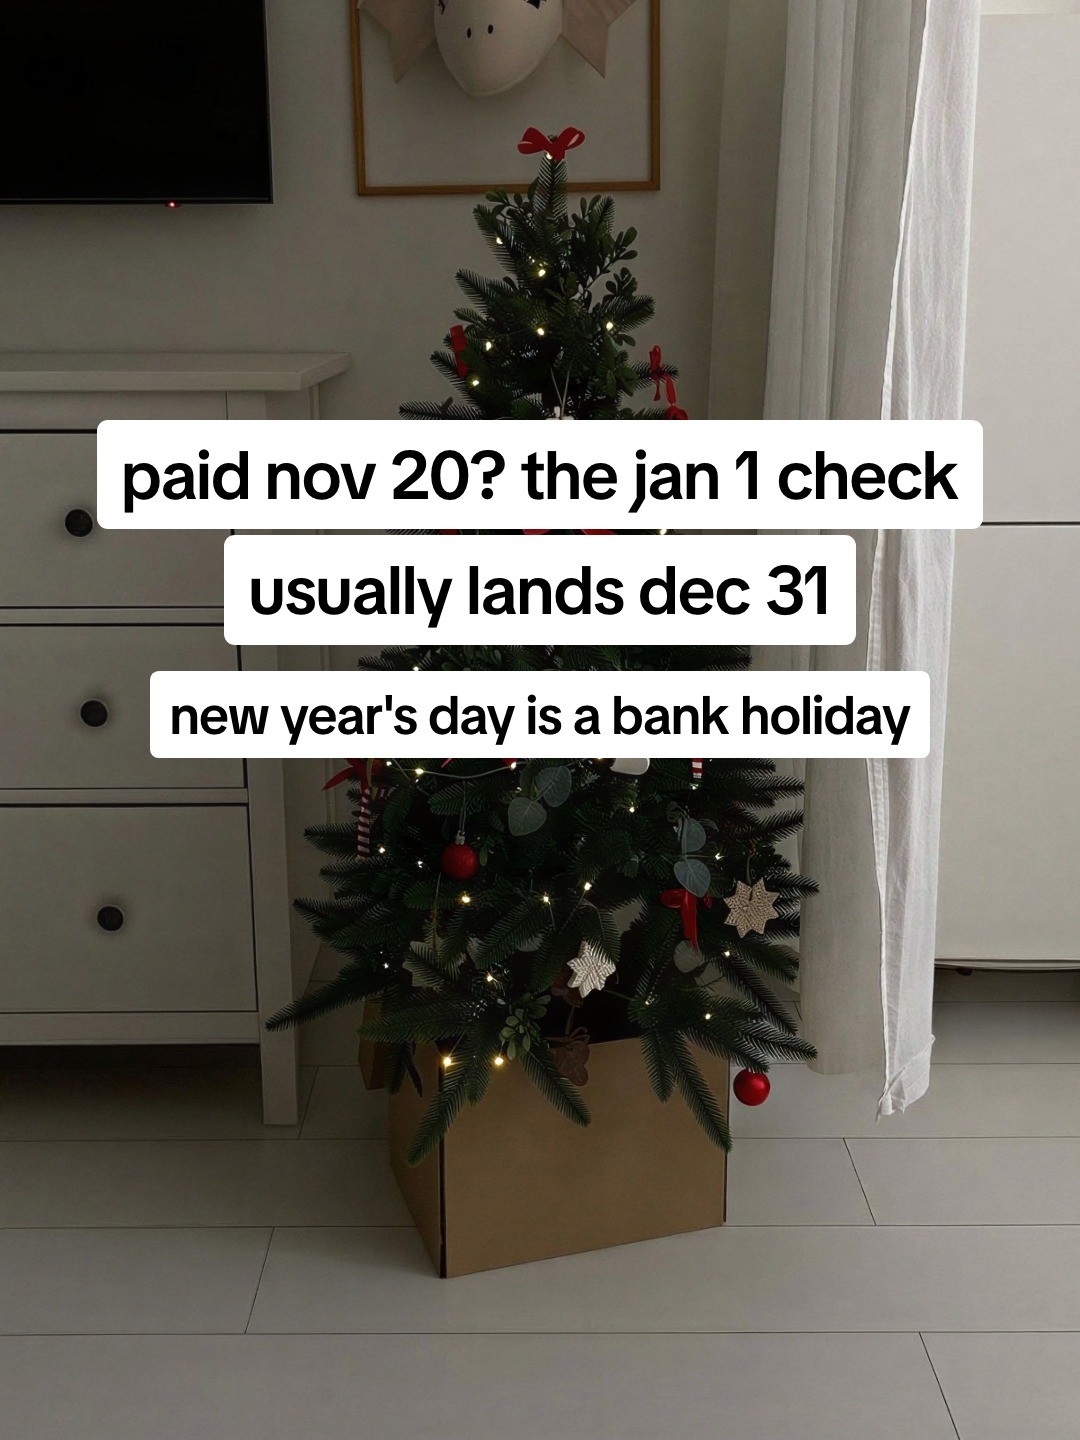 paid nov 20? the jan 1 check
usually lands dec 31
new year's day is a bank holiday